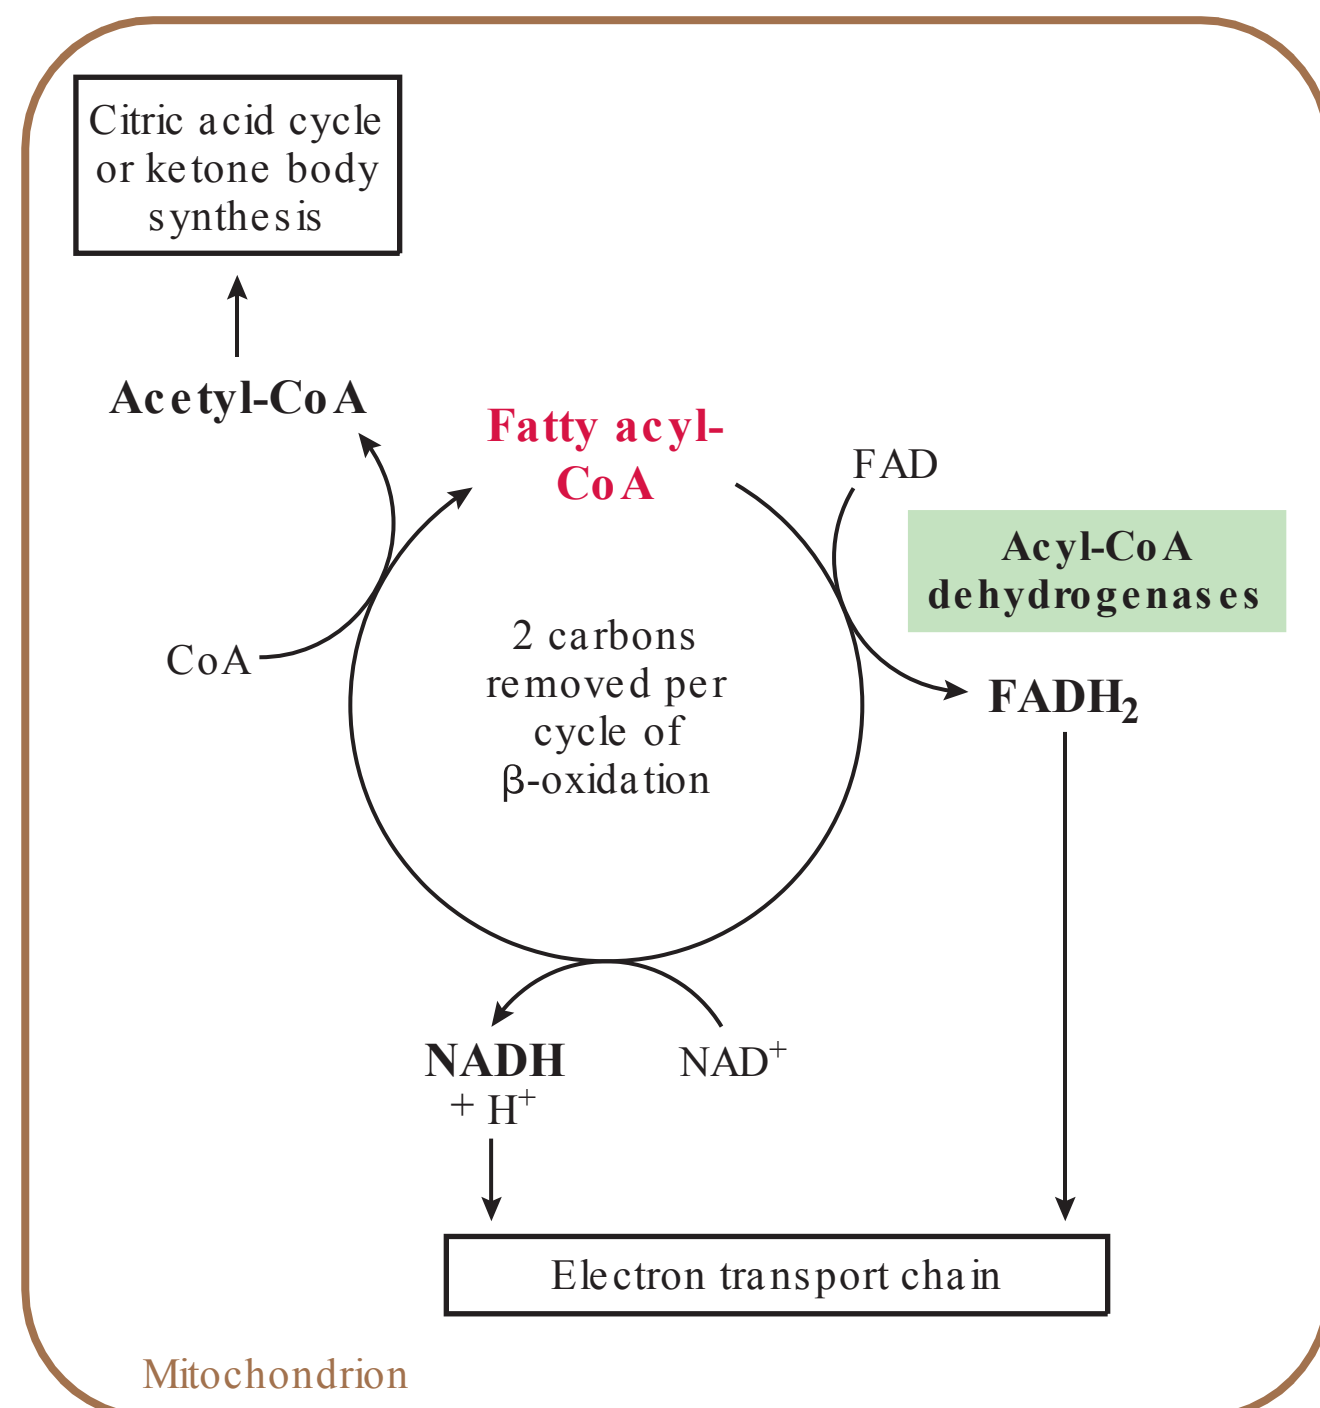 Citric acid cycle
or ketone body
synthesis
Acetyl-CoA
Fatty acyl-
CoA
FAD
Acyl-CoA
dehydrogenases
CoA
2 carbons
removed per
cycle of
β-oxidation
FADH₂
NADH
+ H⁺
NAD⁺
Electron transport chain
Mitochondrion